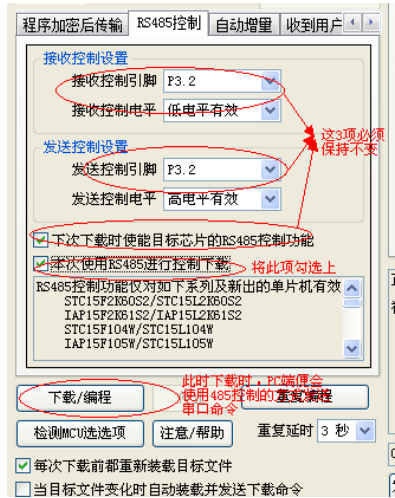 程序加密后传输 RS485控制 自动增量 收到用户
接收控制设置
接收控制引脚 P3.2
接收控制电平 低电平有效
这3项必须
保持不变
发送控制设置
发送控制引脚 P3.2
发送控制电平 高电平有效
下次下载时使能目标芯片的RS485控制功能
本次使用RS485进行控制下载 将此项勾选上
RS485控制功能仅对如下系列及新出的单片机有效
STC15F2K60S2/STC15L2K60S2
IAP15F2K61S2/IAP15L2K61S2
STC15F104W/STC15L104W
IAP15F105W/STC15L105W
此时下载时，PC端便会
使用485控制的
串口命令
下载/编程 重复编程
检测MCU选选项 注意/帮助 重复延时 3 秒
每次下载前都重新装载目标文件
当目标文件变化时自动装载并发送下载命令